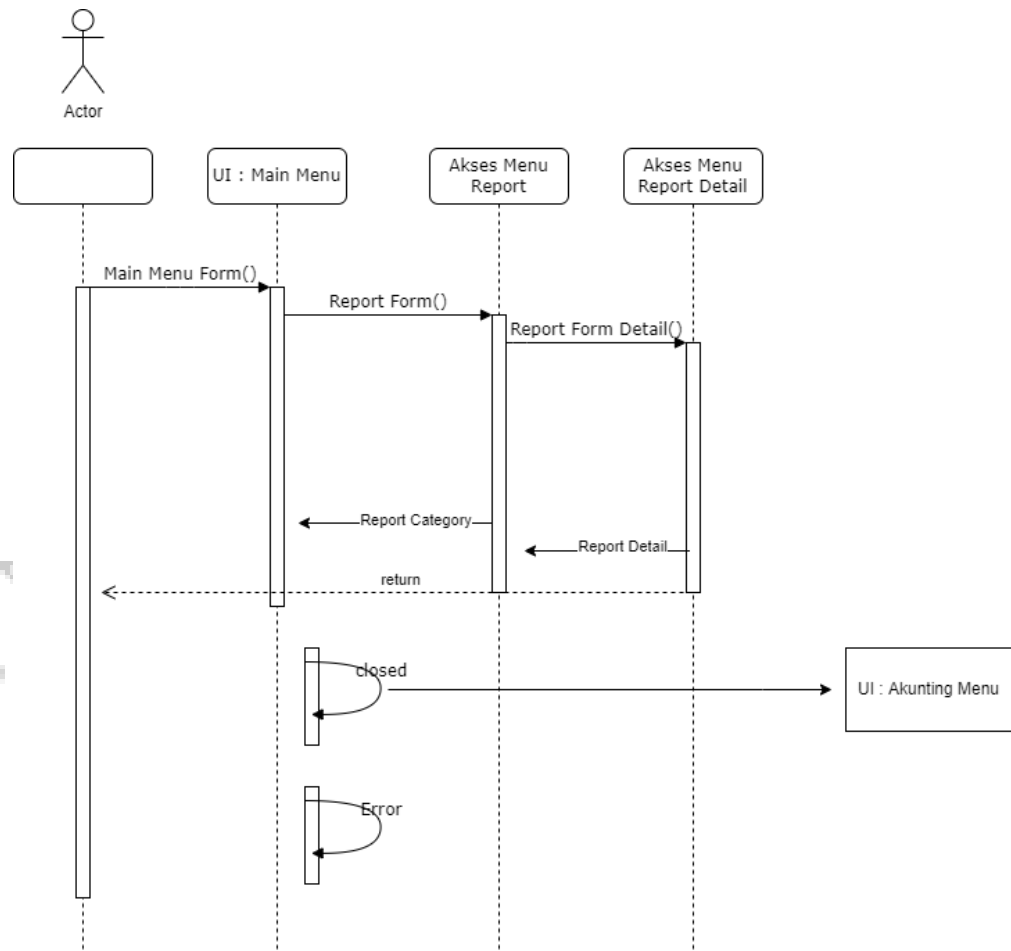 Actor
UI : Main Menu
Akses Menu
Report
Akses Menu
Report Detail
Main Menu Form()
Report Form()
Report Form Detail()
Report Category
Report Detail
return
closed
UI : Akunting Menu
Error